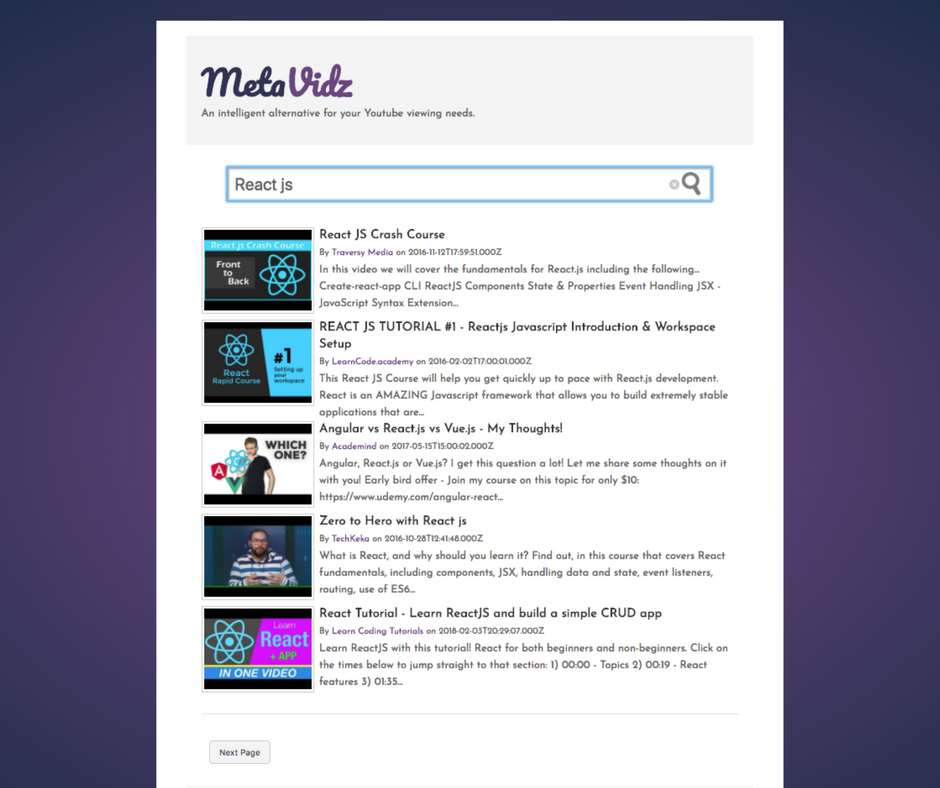 MetaVidz
An intelligent alternative for your Youtube viewing needs.
React js
React.js Crash Course
Front
to
Back
React JS Crash Course
By Traversy Media on 2016-11-12T17:59:51.000Z
In this video we will cover the fundamentals for React.js including the following...
Create-react-app CLI ReactJS Components State & Properties Event Handling JSX -
JavaScript Syntax Extension...
React
Rapid Course
#1
Setting up
your
workspace
REACT JS TUTORIAL #1 - Reactjs Javascript Introduction & Workspace
Setup
By LearnCode.academy on 2016-02-02T17:00:01.000Z
This React JS Course will help you get quickly up to pace with React.js development.
React is an AMAZING Javascript framework that allows you to build extremely stable
applications that are...
WHICH
ONE?
A
Angular vs React.js vs Vue.js - My Thoughts!
By Academind on 2017-05-15T15:00:02.000Z
Angular, React.js or Vue.js? I get this question a lot! Let me share some thoughts on it
with you! Early bird offer - Join my course on this topic for only $10:
https://www.udemy.com/angular-react...
Zero to Hero with React js
By TechKeka on 2016-10-28T12:41:48.000Z
What is React, and why should you learn it? Find out, in this course that covers React
fundamentals, including components, JSX, handling data and state, event listeners,
routing, use of ES6...
Learn
React
+ APP
IN ONE VIDEO
React Tutorial - Learn ReactJS and build a simple CRUD app
By Learn Coding Tutorials on 2018-02-03T20:29:07.000Z
Learn ReactJS with this tutorial! React for both beginners and non-beginners. Click on
the times below to jump straight to that section: 1) 00:00 - Topics 2) 00:19 - React
features 3) 01:35...
Next Page